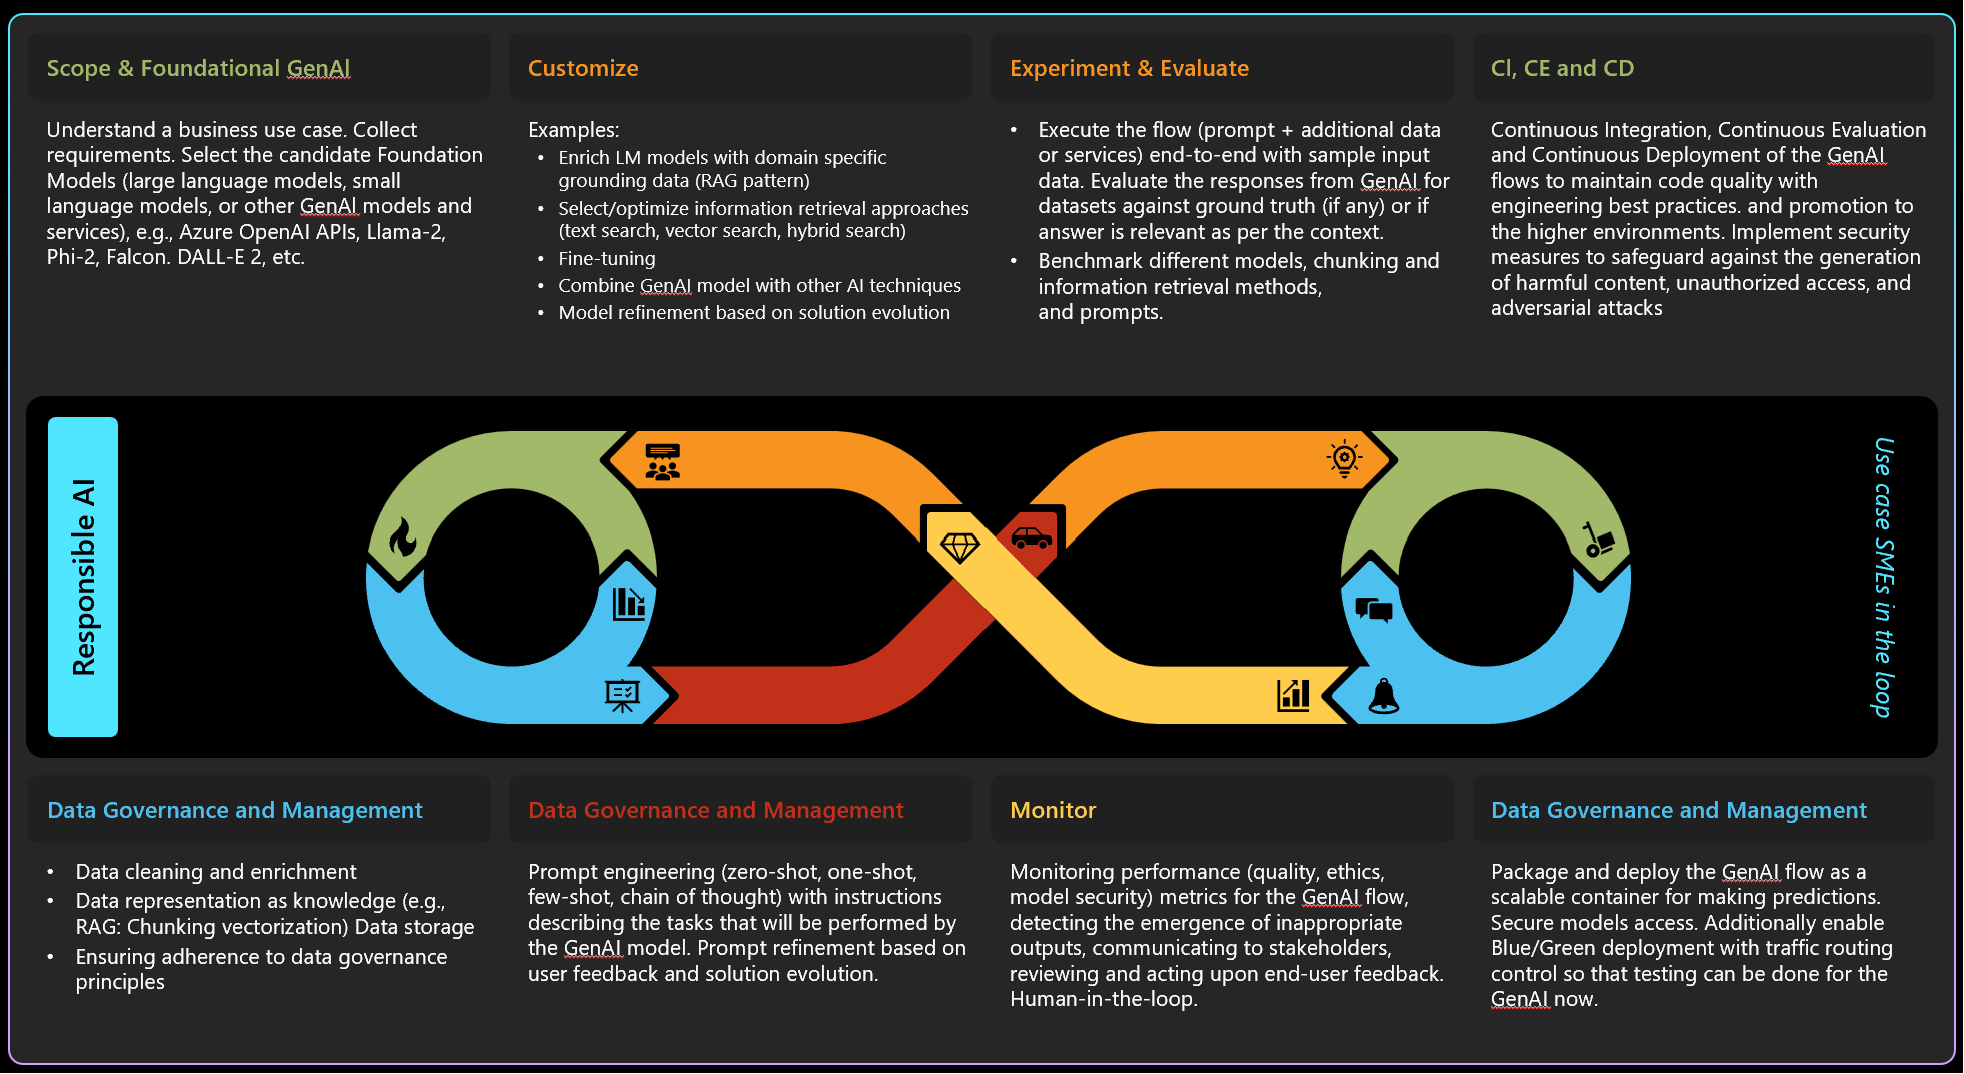 Scope & Foundational GenAI
Understand a business use case. Collect
requirements. Select the candidate Foundation
Models (large language models, small
language models, or other GenAI models and
services), e.g., Azure OpenAI APIs, Llama-2,
Phi-2, Falcon. DALL-E 2, etc.
Customize
Examples:
• Enrich LM models with domain specific
grounding data (RAG pattern)
• Select/optimize information retrieval approaches
(text search, vector search, hybrid search)
• Fine-tuning
• Combine GenAI model with other AI techniques
• Model refinement based on solution evolution
Experiment & Evaluate
• Execute the flow (prompt + additional data
or services) end-to-end with sample input
data. Evaluate the responses from GenAI for
datasets against ground truth (if any) or if
answer is relevant as per the context.
• Benchmark different models, chunking and
information retrieval methods,
and prompts.
CI, CE and CD
Continuous Integration, Continuous Evaluation
and Continuous Deployment of the GenAI
flows to maintain code quality with
engineering best practices. and promotion to
the higher environments. Implement security
measures to safeguard against the generation
of harmful content, unauthorized access, and
adversarial attacks
Responsible AI
Use case SMEs in the loop
Data Governance and Management
• Data cleaning and enrichment
• Data representation as knowledge (e.g.,
RAG: Chunking vectorization) Data storage
• Ensuring adherence to data governance
principles
Data Governance and Management
Prompt engineering (zero-shot, one-shot,
few-shot, chain of thought) with instructions
describing the tasks that will be performed by
the GenAI model. Prompt refinement based on
user feedback and solution evolution.
Monitor
Monitoring performance (quality, ethics,
model security) metrics for the GenAI flow,
detecting the emergence of inappropriate
outputs, communicating to stakeholders,
reviewing and acting upon end-user feedback.
Human-in-the-loop.
Data Governance and Management
Package and deploy the GenAI flow as a
scalable container for making predictions.
Secure models access. Additionally enable
Blue/Green deployment with traffic routing
control so that testing can be done for the
GenAI now.